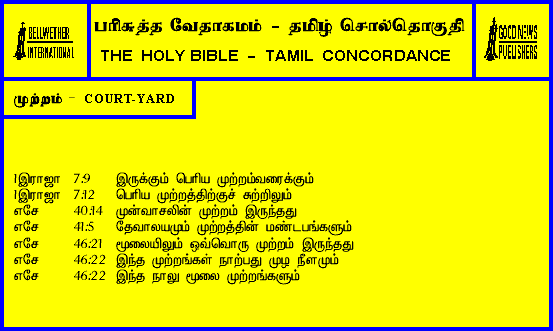 BELLWETHER
INTERNATIONAL
பரிசுத்த வேதாகமம் - தமிழ் சொல்தொகுதி
THE HOLY BIBLE - TAMIL CONCORDANCE
GOOD NEWS
PUBLISHERS
முற்றம் - COURT-YARD
1இராஜா 7:9 இருக்கும் பெரிய முற்றம்வரைக்கும்
1இராஜா 7:12 பெரிய முற்றத்திற்குச் சுற்றிலும்
எசே 40:14 முன்வாசலின் முற்றம் இருந்தது
எசே 41:5 தேவாலயமும் முற்றத்தின் மண்டபங்களும்
எசே 46:21 மூலையிலும் ஒவ்வொரு முற்றம் இருந்தது
எசே 46:22 இந்த முற்றங்கள் நாற்பது முழ நீளமும்
எசே 46:22 இந்த நாலு மூலை முற்றங்களும்